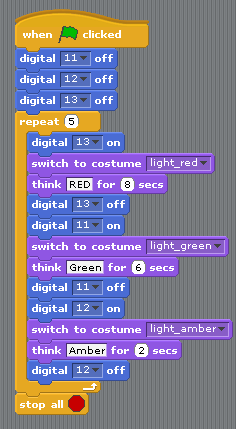 when clicked
digital 11 off
digital 12 off
digital 13 off
repeat 5
digital 13 on
switch to costume light_red
think RED for 8 secs
digital 13 off
digital 11 on
switch to costume light_green
think Green for 6 secs
digital 11 off
digital 12 on
switch to costume light_amber
think Amber for 2 secs
digital 12 off
stop all